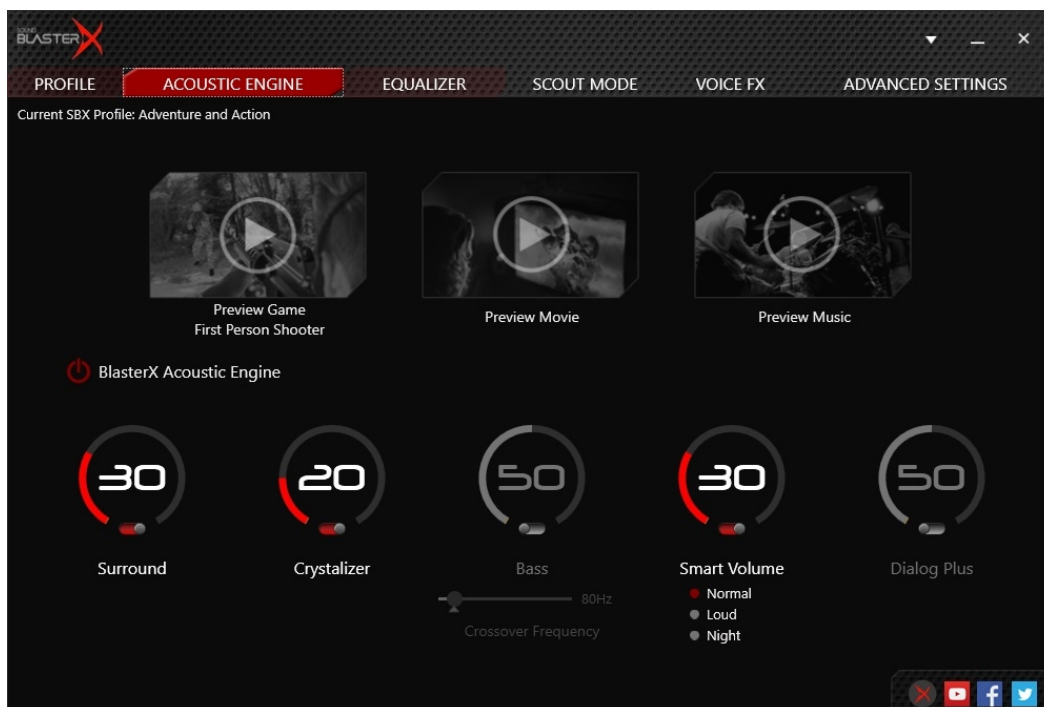 SOUND
BLASTERX
PROFILE
ACOUSTIC ENGINE
EQUALIZER
SCOUT MODE
VOICE FX
ADVANCED SETTINGS
Current SBX Profile: Adventure and Action
Preview Game
First Person Shooter
Preview Movie
Preview Music
BlasterX Acoustic Engine
30
20
50
30
50
Surround
Crystalizer
Bass
Smart Volume
Dialog Plus
80Hz
Crossover Frequency
Normal
Loud
Night